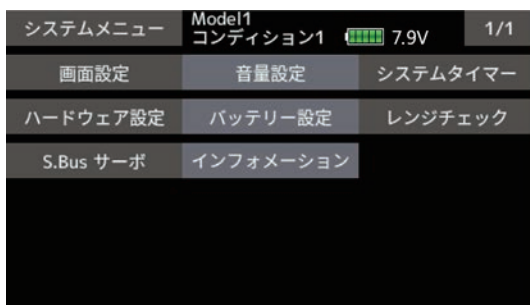 システムメニュー
Model1
コンディション1
7.9V
1/1
画面設定
音量設定
システムタイマー
ハードウェア設定
バッテリー設定
レンジチェック
S.Bus サーボ
インフォメーション